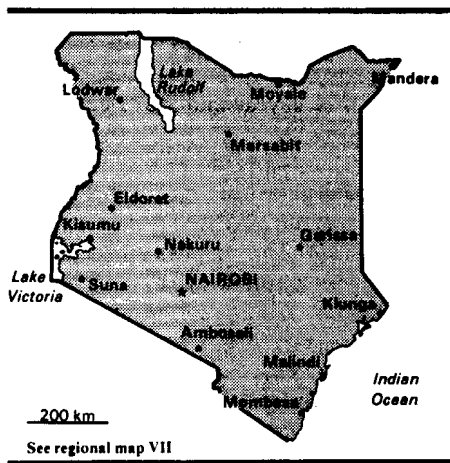 Lake
Rudolf
Mandera
Lodwar
Moyale
Marsabit
Eldoret
Kisumu
Nakuru
Garissa
Lake
Victoria
Suna
NAIROBI
Kiunga
Amboseli
Malindi
Indian
Ocean
Mombasa
200 km
See regional map VII